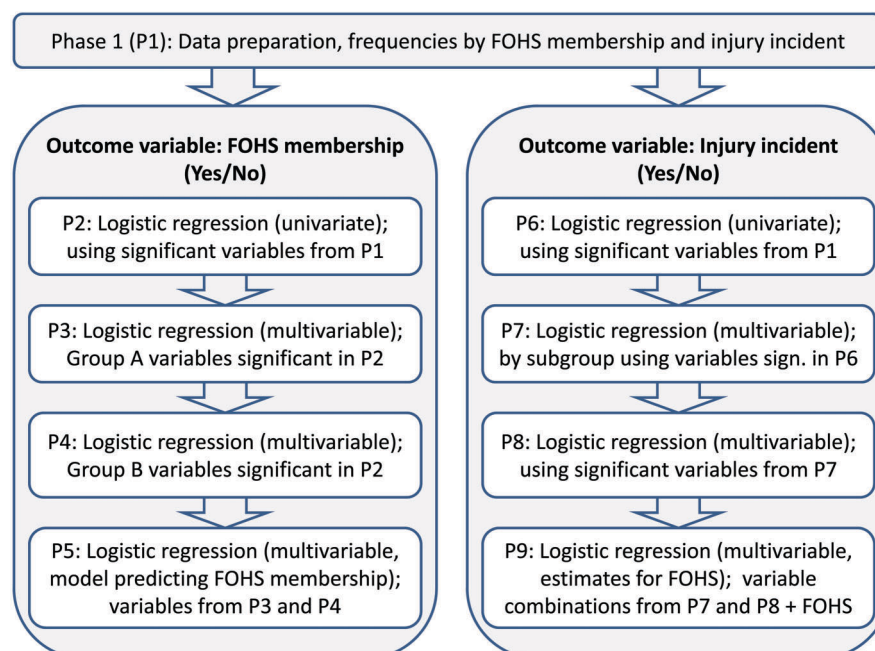 Phase 1 (P1): Data preparation, frequencies by FOHS membership and injury incident
Outcome variable: FOHS membership
(Yes/No)
P2: Logistic regression (univariate);
using significant variables from P1
P3: Logistic regression (multivariable);
Group A variables significant in P2
P4: Logistic regression (multivariable);
Group B variables significant in P2
P5: Logistic regression (multivariable,
model predicting FOHS membership);
variables from P3 and P4
Outcome variable: Injury incident
(Yes/No)
P6: Logistic regression (univariate);
using significant variables from P1
P7: Logistic regression (multivariable);
by subgroup using variables sign. in P6
P8: Logistic regression (multivariable);
using significant variables from P7
P9: Logistic regression (multivariable,
estimates for FOHS); variable
combinations from P7 and P8 + FOHS